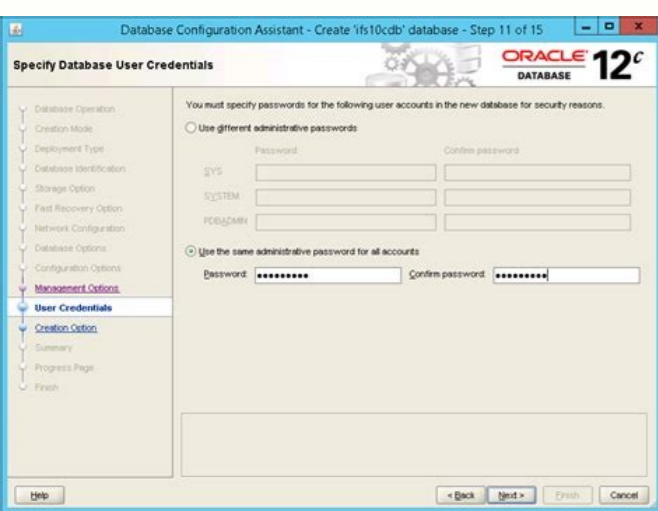 Database Configuration Assistant - Create 'ifs10cdb' database - Step 11 of 15
Specify Database User Credentials
ORACLE
DATABASE
12c
You must specify passwords for the following user accounts in the new database for security reasons.
Use different administrative passwords
Password
Confirm password
SYS
SYSTEM
PDBADMIN
Use the same administrative password for all accounts
Password: •••••••••
Confirm password: •••••••••
Database Operation
Creation Mode
Deployment Type
Database Identification
Storage Option
Fast Recovery Option
Network Configuration
Database Options
Configuration Options
Management Options
User Credentials
Creation Option
Summary
Progress Page
Finish
Help
< Back
Next >
Finish
Cancel